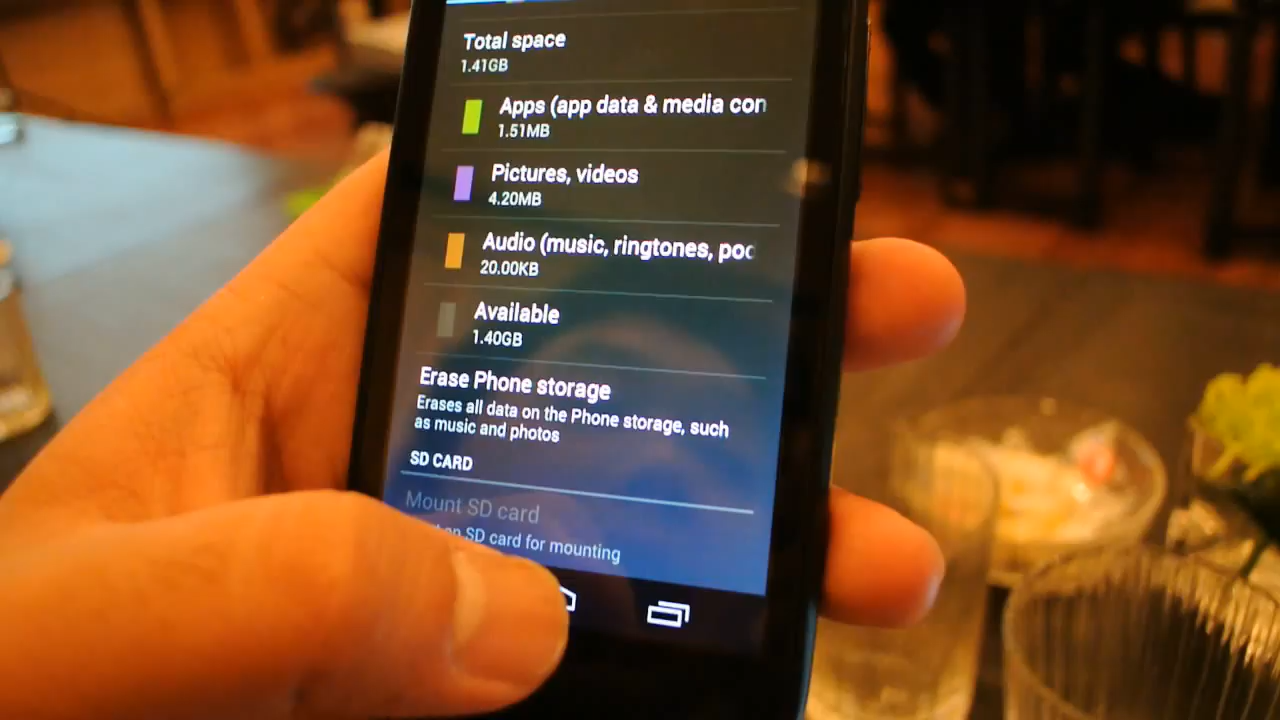 Total space
1.41GB
Apps (app data & media con
1.51MB
Pictures, videos
4.20MB
Audio (music, ringtones, poc
20.00KB
Available
1.40GB
Erase Phone storage
Erases all data on the Phone storage, such
as music and photos
SD CARD
Mount SD card
an SD card for mounting